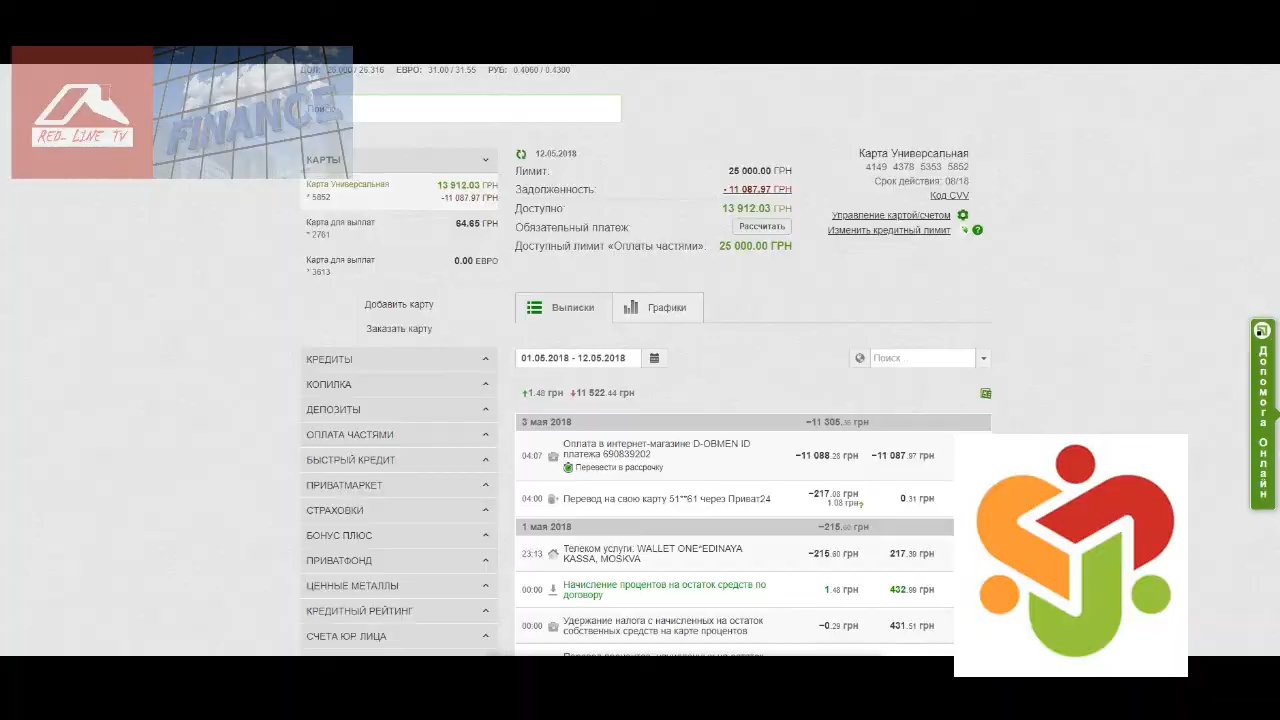 ДОЛ: 26.000 / 26.316 ЕВРО: 31.00 / 31.55 РУБ: 0.4060 / 0.4300
RED LINE TV
FINANCE
Поиск
КАРТЫ
Карта Универсальная 13 912.03 ГРН
* 5852 -11 087.97 ГРН
Карта для выплат 64.65 ГРН
* 2761
Карта для выплат 0.00 ЕВРО
* 3613
Добавить карту
Заказать карту
КРЕДИТЫ
КОПИЛКА
ДЕПОЗИТЫ
ОПЛАТА ЧАСТЯМИ
БЫСТРЫЙ КРЕДИТ
ПРИВАТМАРКЕТ
СТРАХОВКИ
БОНУС ПЛЮС
ПРИВАТФОНД
ЦЕННЫЕ МЕТАЛЛЫ
КРЕДИТНЫЙ РЕЙТИНГ
СЧЕТА ЮР ЛИЦА
12.05.2018
Лимит: 25 000.00 ГРН
Задолженность: - 11 087.97 ГРН
Доступно: 13 912.03 ГРН
Обязательный платеж: Рассчитать
Доступный лимит «Оплаты частями»: 25 000.00 ГРН
Карта Универсальная
4149 4378 5353 5852
Срок действия: 08/18
Код CVV
Управление картой/счетом
Изменить кредитный лимит ?
Выписки Графики
01.05.2018 - 12.05.2018 Поиск...
1.48 грн 11 522.44 грн
3 мая 2018 −11 305.36 грн
Оплата в интернет-магазине D-OBMEN ID
04:07 платежа 690839202 −11 088.28 грн −11 087.97 грн
Перевести в рассрочку
04:00 Перевод на свою карту 51**61 через Приват24 −217.08 грн 0.31 грн
1.08 грн?
1 мая 2018 −215.60 грн
23:13 Телеком услуги: WALLET ONE*EDINAYA −215.60 грн 217.39 грн
KASSA, MOSKVA
00:00 Начисление процентов на остаток средств по 1.48 грн 432.99 грн
договору
00:00 Удержание налога с начисленных на остаток −0.29 грн 431.51 грн
собственных средств на карте процентов
Допомога Онлайн